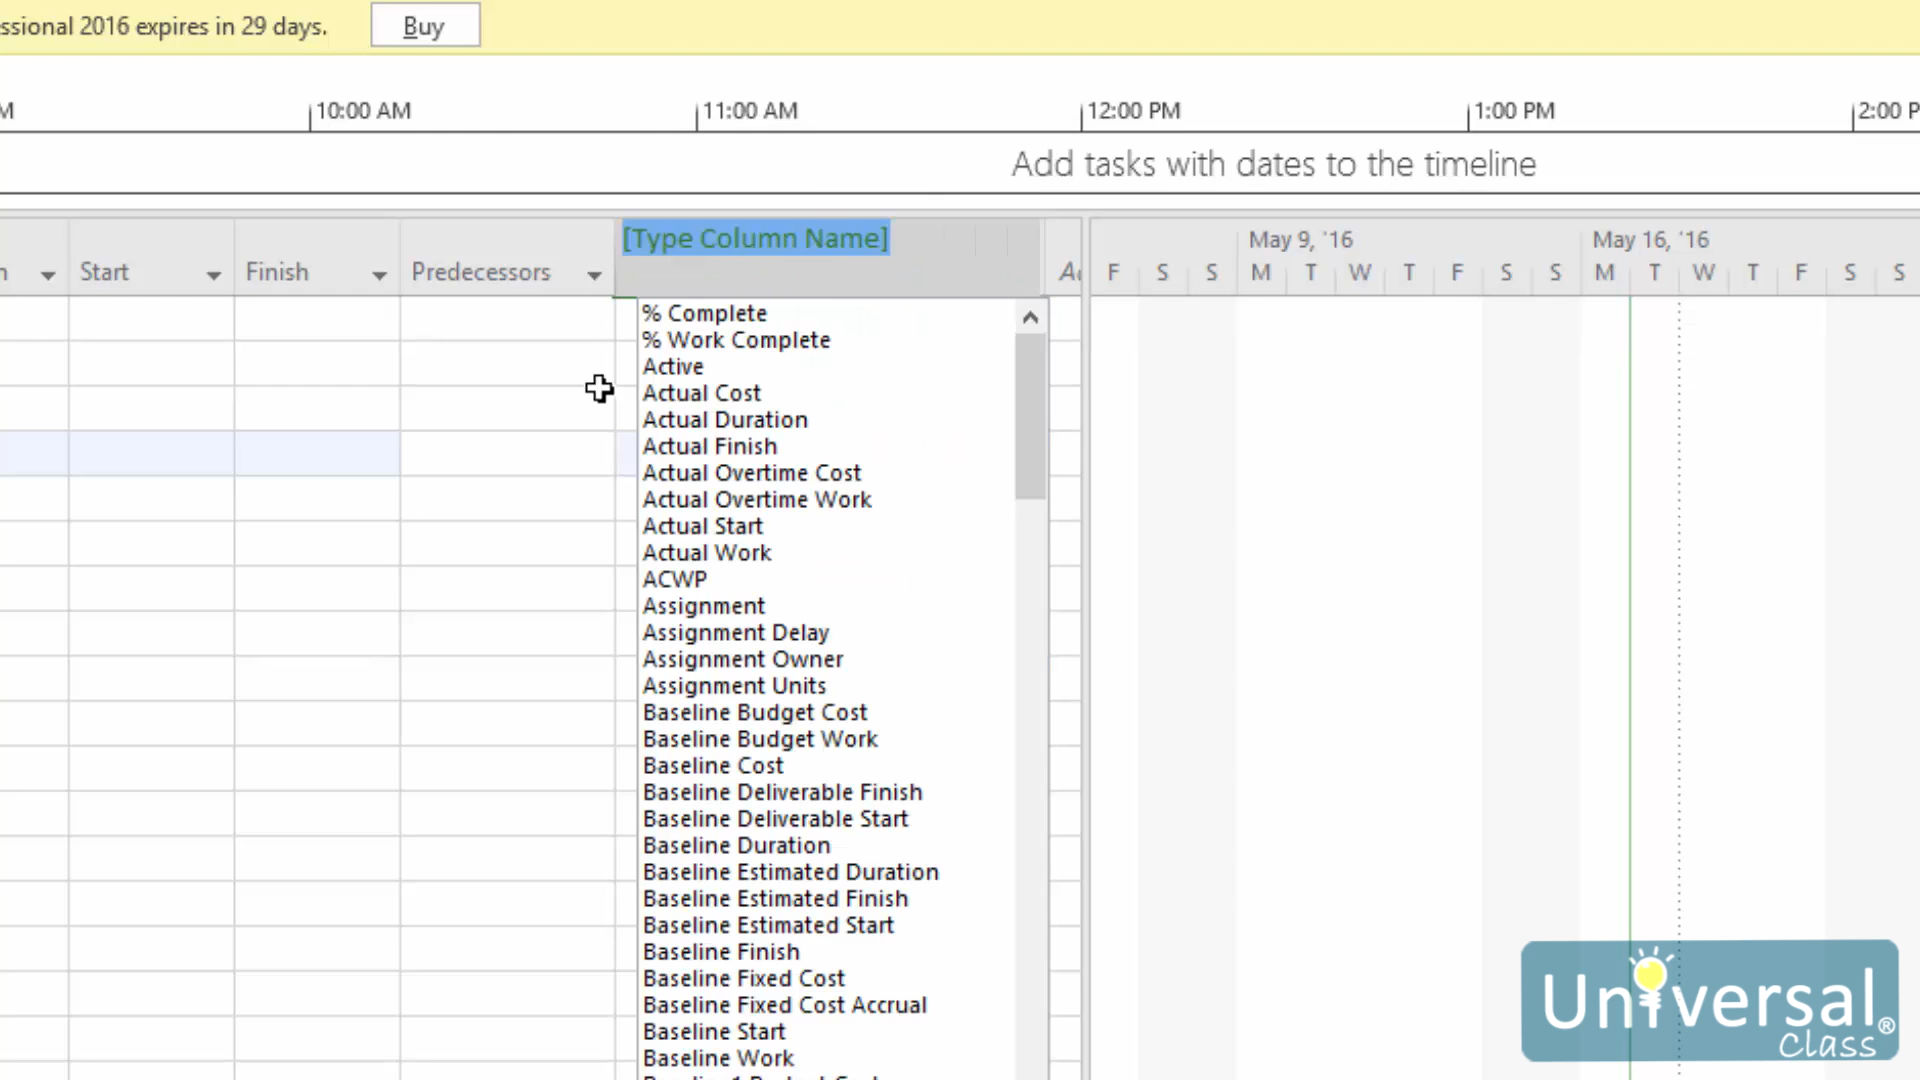 ssional 2016 expires in 29 days. Buy
10:00 AM 11:00 AM 12:00 PM 1:00 PM 2:00 P
Add tasks with dates to the timeline
[Type Column Name]
May 9, '16 May 16, '16
Start Finish Predecessors
F S S M T W T F S S M T W T F S S
% Complete
% Work Complete
Active
Actual Cost
Actual Duration
Actual Finish
Actual Overtime Cost
Actual Overtime Work
Actual Start
Actual Work
ACWP
Assignment
Assignment Delay
Assignment Owner
Assignment Units
Baseline Budget Cost
Baseline Budget Work
Baseline Cost
Baseline Deliverable Finish
Baseline Deliverable Start
Baseline Duration
Baseline Estimated Duration
Baseline Estimated Finish
Baseline Estimated Start
Baseline Finish
Baseline Fixed Cost
Baseline Fixed Cost Accrual
Baseline Start
Baseline Work
Universal®
Class